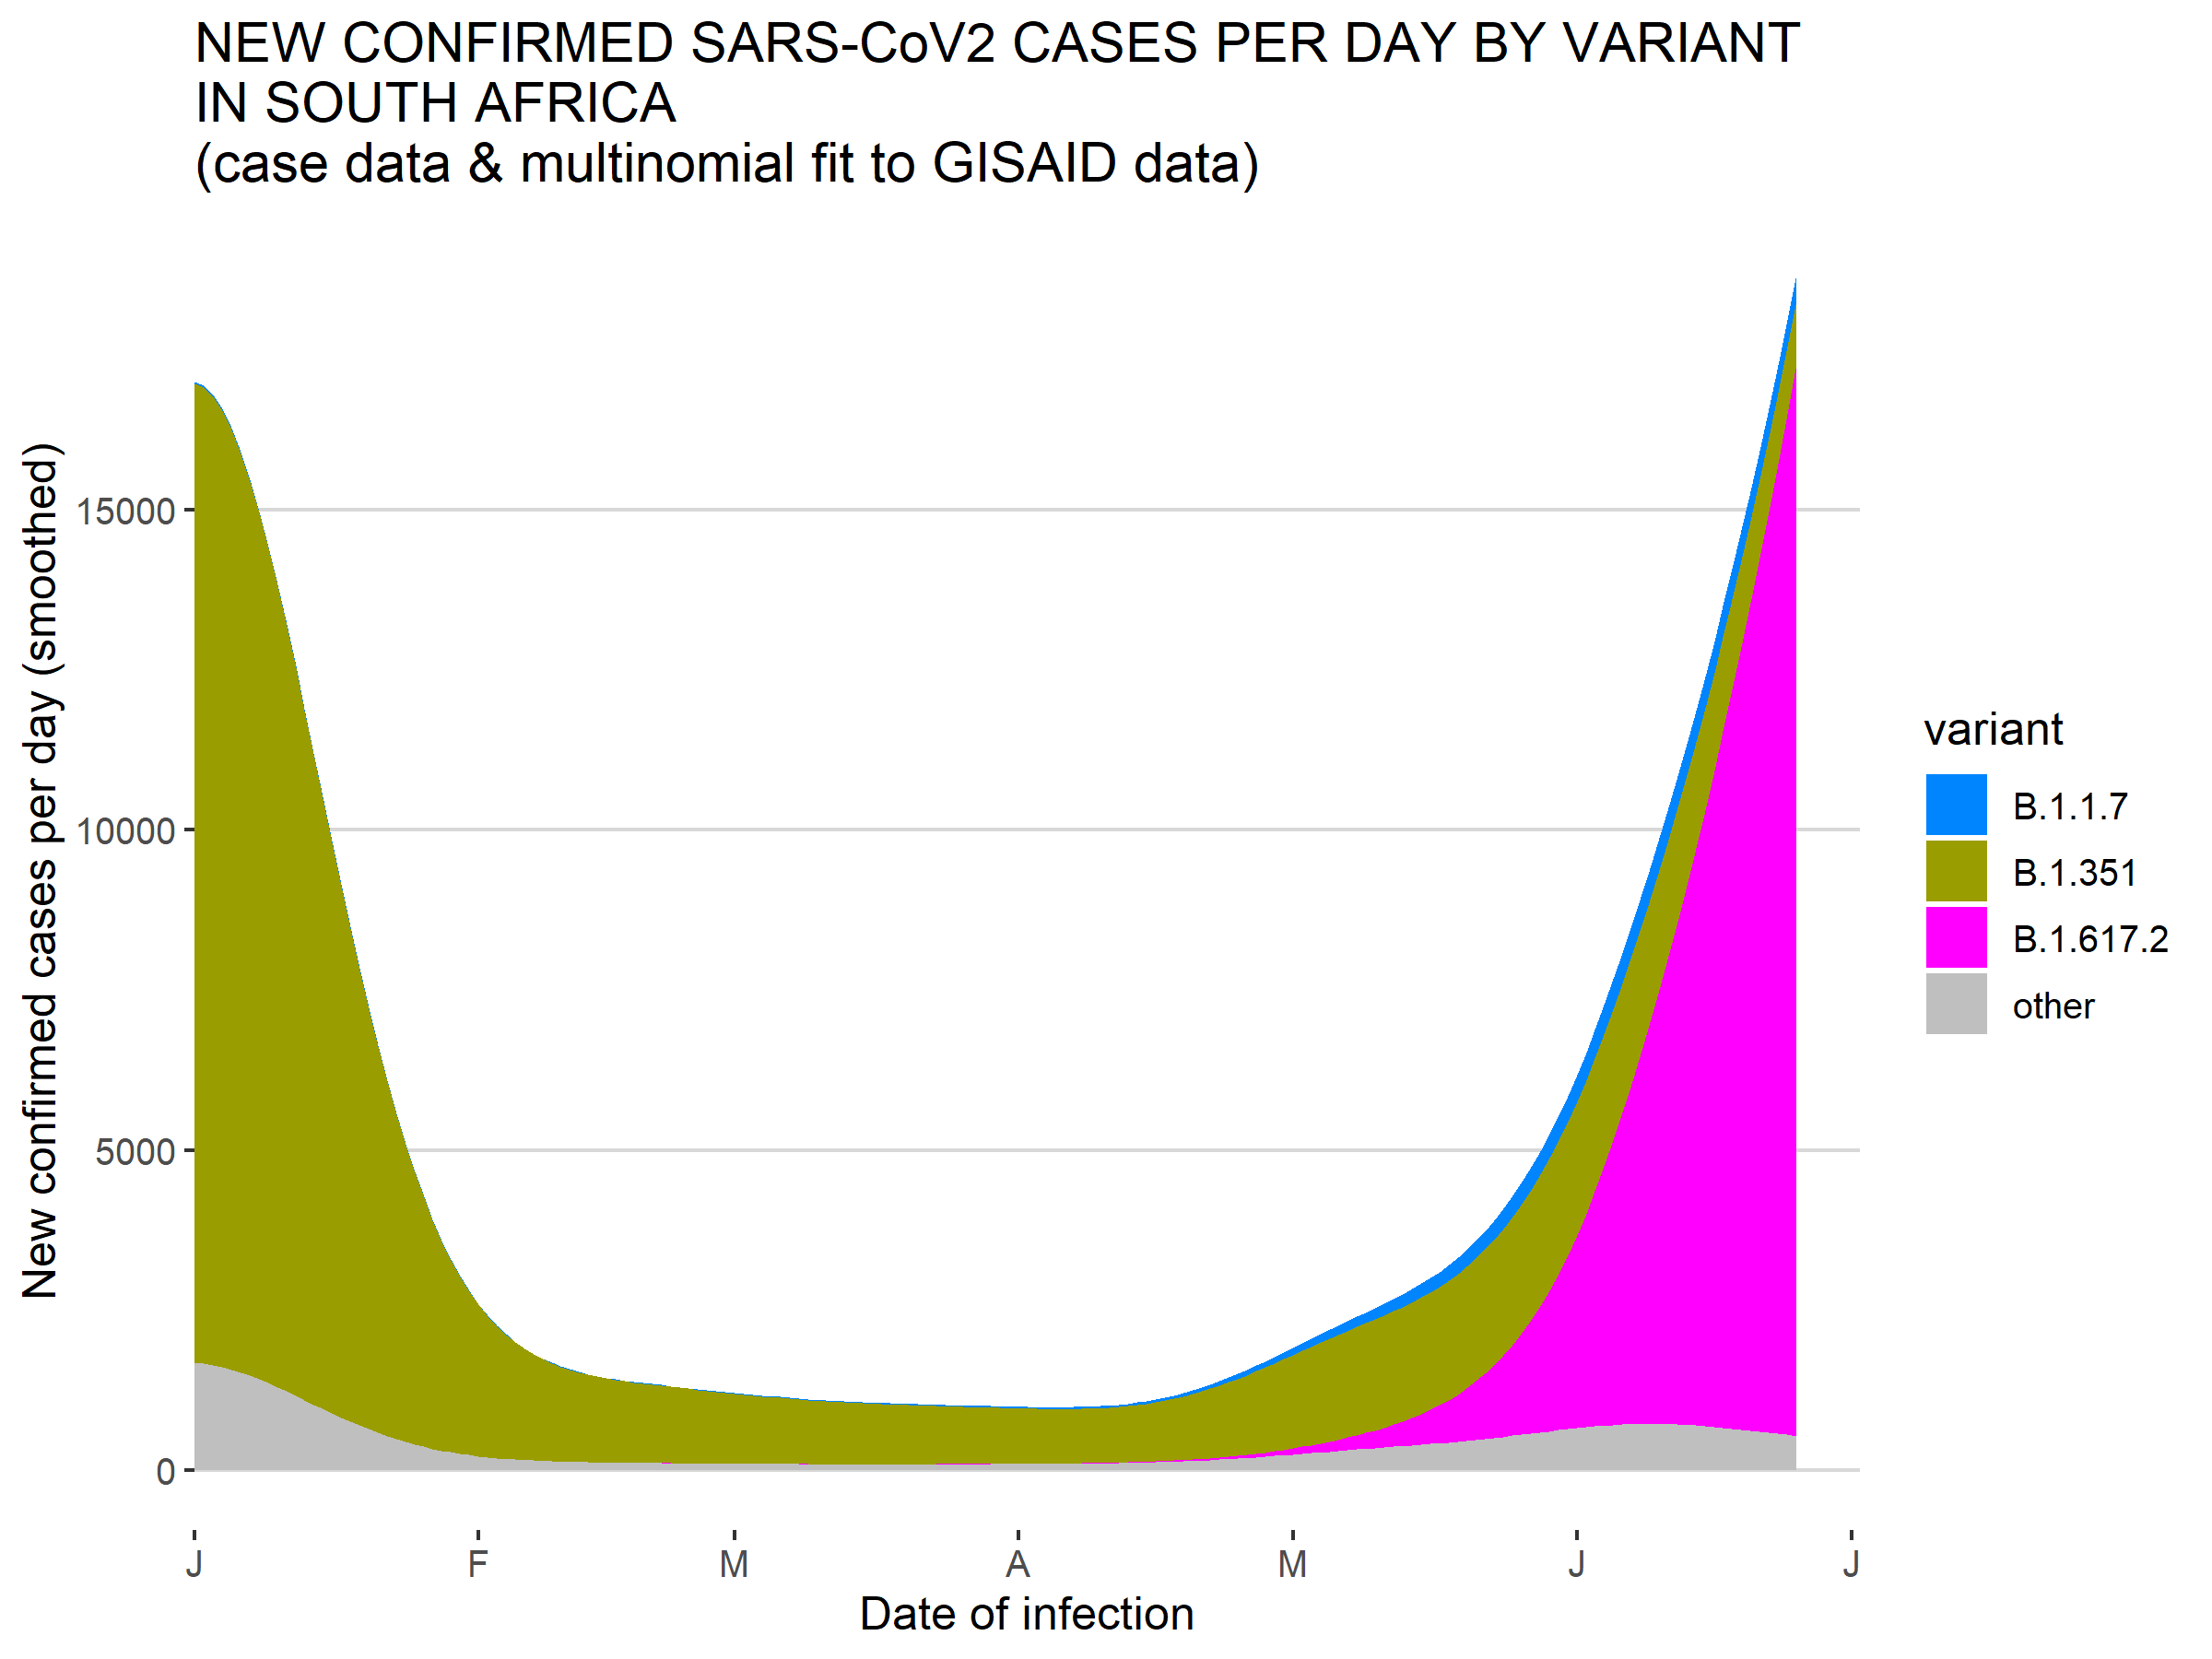 NEW CONFIRMED SARS-CoV2 CASES PER DAY BY VARIANT
IN SOUTH AFRICA
(case data & multinomial fit to GISAID data)
New confirmed cases per day (smoothed)
15000
10000
5000
0
J F M A M J J
Date of infection
variant
B.1.1.7
B.1.351
B.1.617.2
other